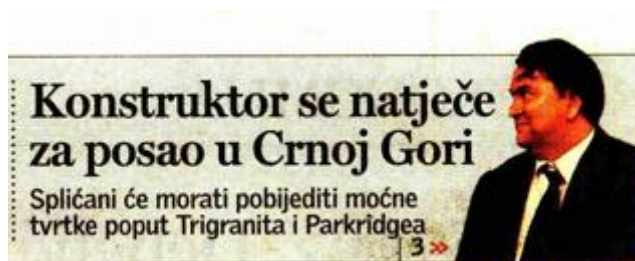 Konstruktor se natječe
za posao u Crnoj Gori
Splićani će morati pobijediti moćne
tvrtke poput Trigranita i Parkridgea
3 »